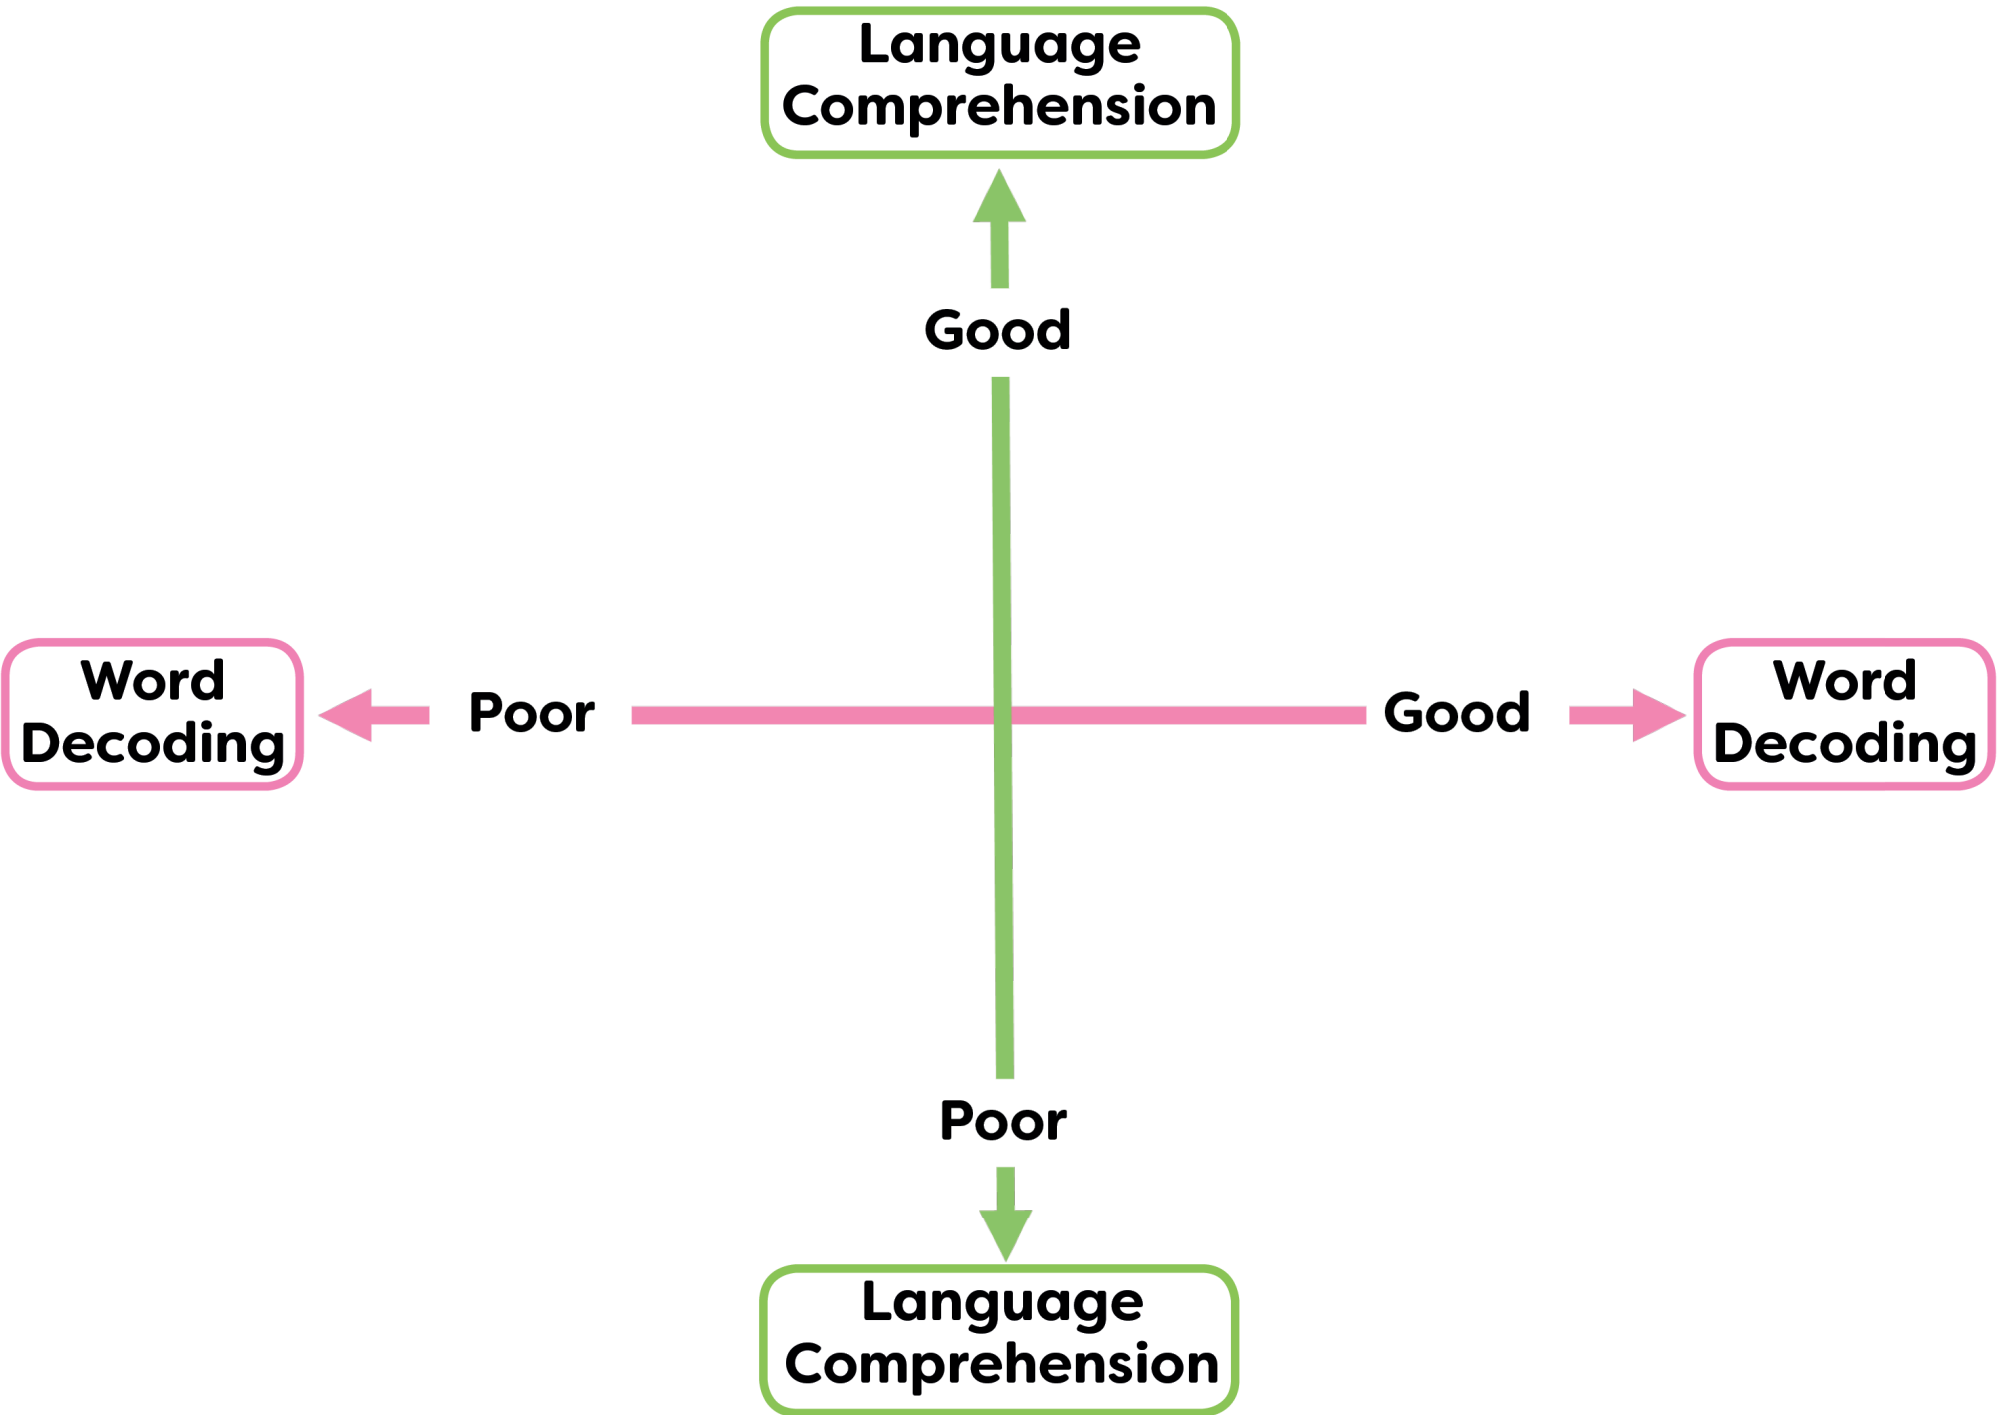 Language
Comprehension
Good
Word
Decoding
Poor
Good
Word
Decoding
Poor
Language
Comprehension